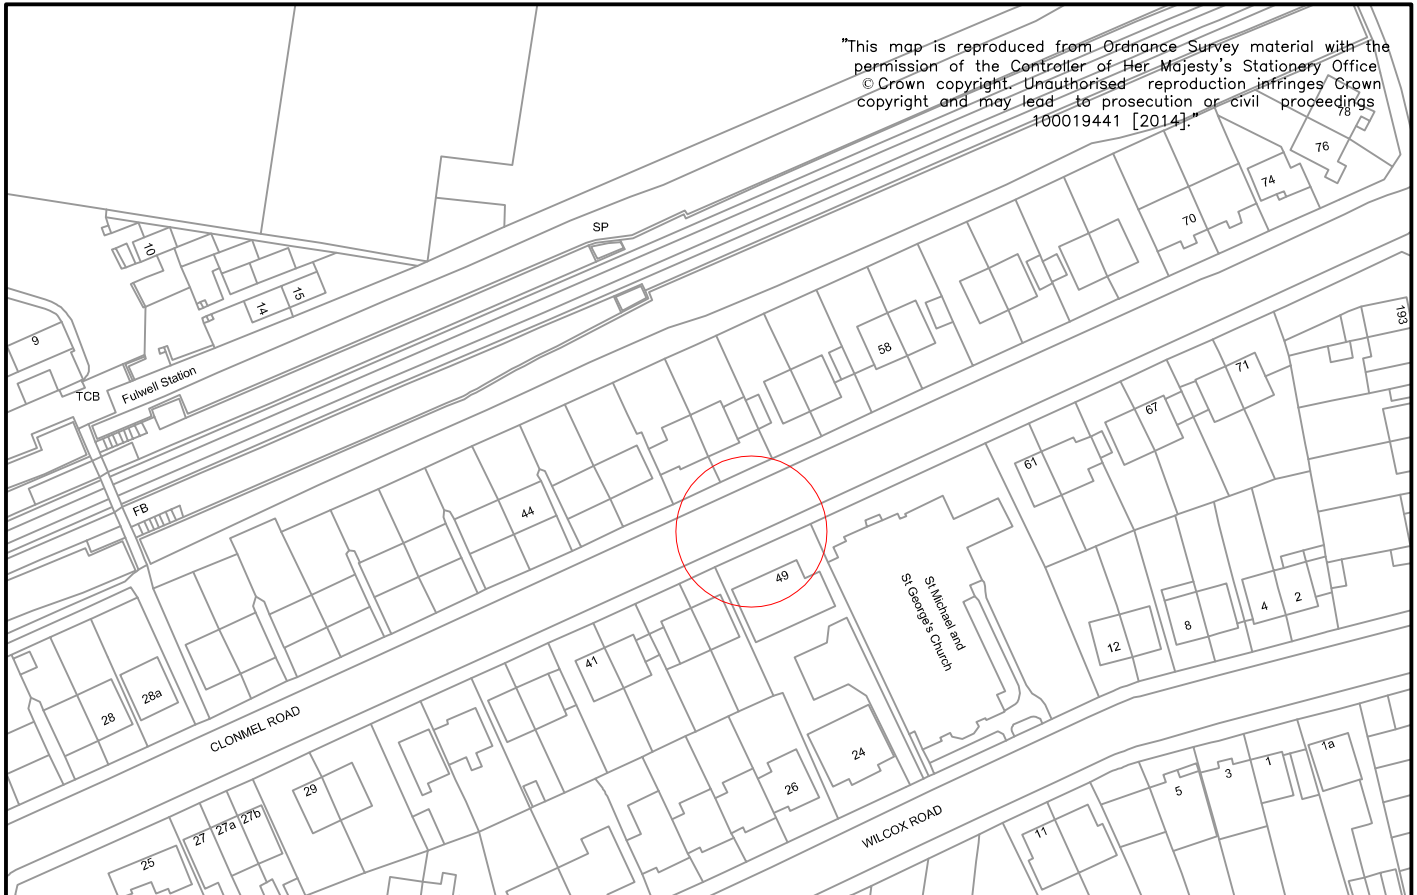 "This map is reproduced from Ordnance Survey material with the
permission of the Controller of Her Majesty's Stationery Office
© Crown copyright. Unauthorised reproduction infringes Crown
copyright and may lead to prosecution or civil proceedings
100019441 [2014]."
78
76
74
70
SP
10
15
14
9
TCB
Fulwell Station
193
58
71
67
61
44
FB
49
St Michael and
St George's Church
2
4
8
12
41
28a
28
CLONMEL ROAD
24
26
29
1a
1
3
5
11
WILCOX ROAD
27b
27a
27
25